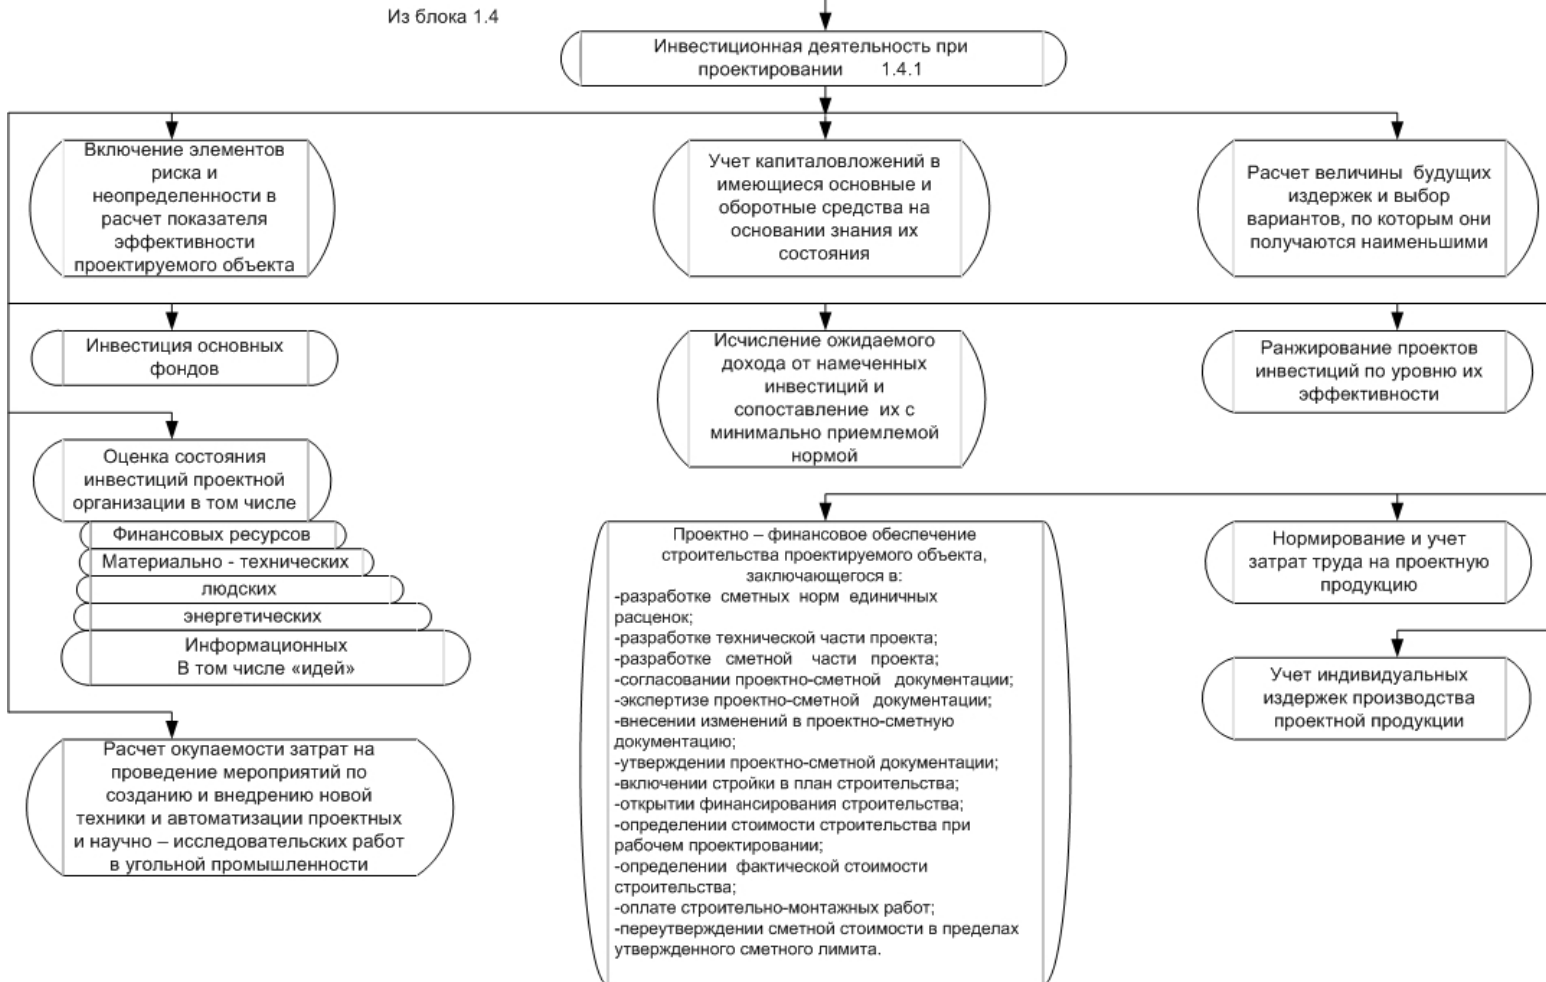 Из блока 1.4
Инвестиционная деятельность при
проектировании 1.4.1
Включение элементов
риска и
неопределенности в
расчет показателя
эффективности
проектируемого объекта
Учет капиталовложений в
имеющиеся основные и
оборотные средства на
основании знания их
состояния
Расчет величины будущих
издержек и выбор
вариантов, по которым они
получаются наименьшими
Инвестиция основных
фондов
Исчисление ожидаемого
дохода от намеченных
инвестиций и
сопоставление их с
минимально приемлемой
нормой
Ранжирование проектов
инвестиций по уровню их
эффективности
Оценка состояния
инвестиций проектной
организации в том числе
Финансовых ресурсов
Материально - технических
людских
энергетических
Информационных
В том числе «идей»
Проектно – финансовое обеспечение
строительства проектируемого объекта,
заключающегося в:
-разработке сметных норм единичных
расценок;
-разработке технической части проекта;
-разработке сметной части проекта;
-согласовании проектно-сметной документации;
-экспертизе проектно-сметной документации;
-внесении изменений в проектно-сметную
документацию;
-утверждении проектно-сметной документации;
-включении стройки в план строительства;
-открытии финансирования строительства;
-определении стоимости строительства при
рабочем проектировании;
-определении фактической стоимости
строительства;
-оплате строительно-монтажных работ;
-переутверждении сметной стоимости в пределах
утвержденного сметного лимита.
Нормирование и учет
затрат труда на проектную
продукцию
Учет индивидуальных
издержек производства
проектной продукции
Расчет окупаемости затрат на
проведение мероприятий по
созданию и внедрению новой
техники и автоматизации проектных
и научно – исследовательских работ
в угольной промышленности